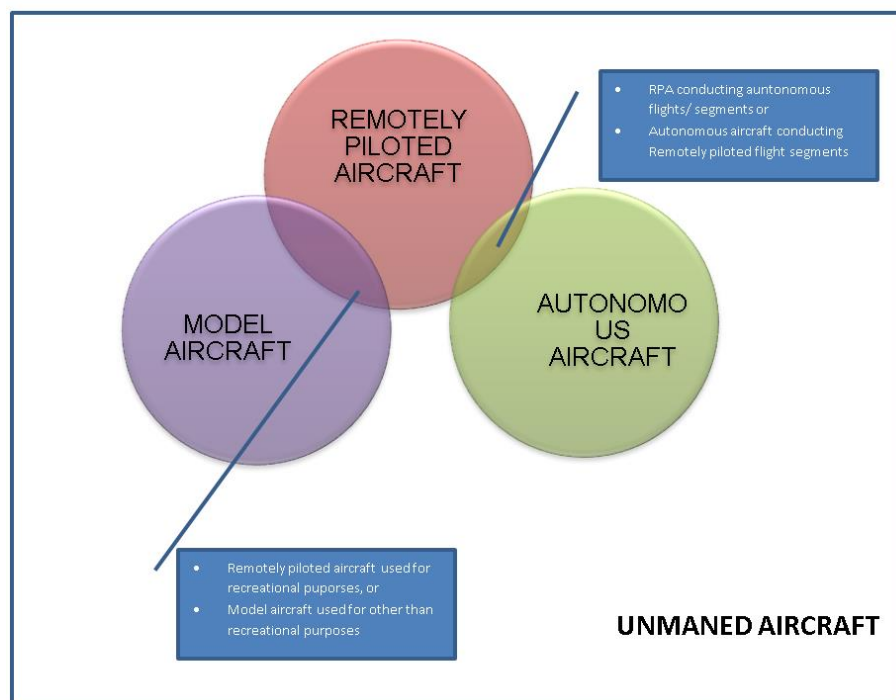 REMOTELY
PILOTED
AIRCRAFT
• RPA conducting auntonomous
flights/ segments or
• Autonomous aircraft conducting
Remotely piloted flight segments
MODEL
AIRCRAFT
AUTONOMO
US
AIRCRAFT
• Remotely piloted aircraft used for
recreational puporses, or
• Model aircraft used for other than
recreational purposes
UNMANED AIRCRAFT